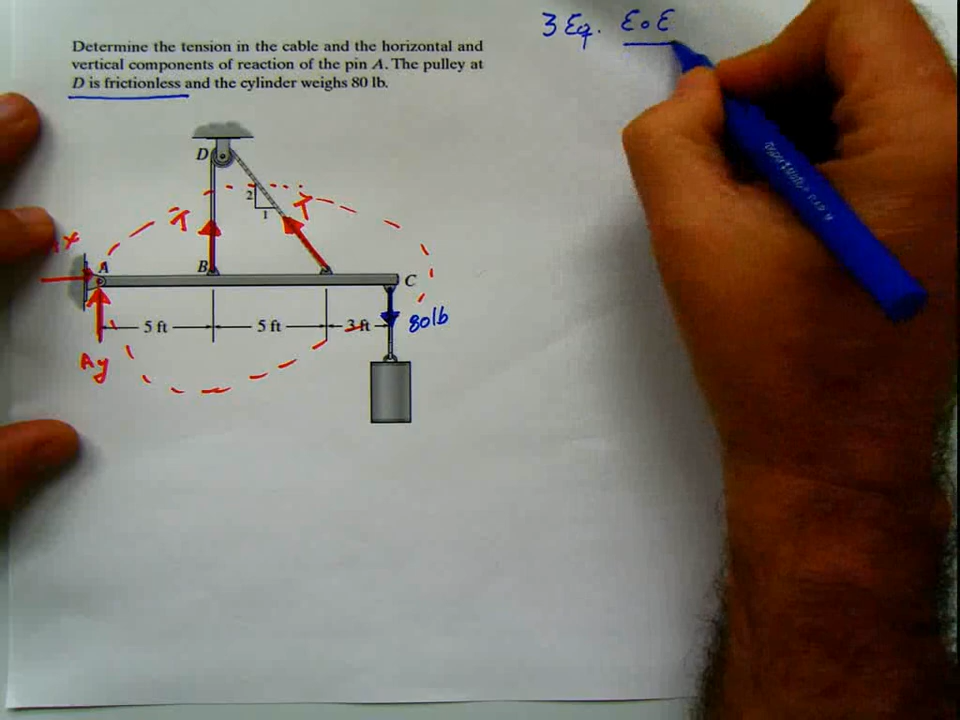 3 Eq. EoE
Determine the tension in the cable and the horizontal and
vertical components of reaction of the pin A. The pulley at
D is frictionless and the cylinder weighs 80 lb.
D
2
1
T
T
A
B
C
5 ft
5 ft
3 ft
80lb
Ay